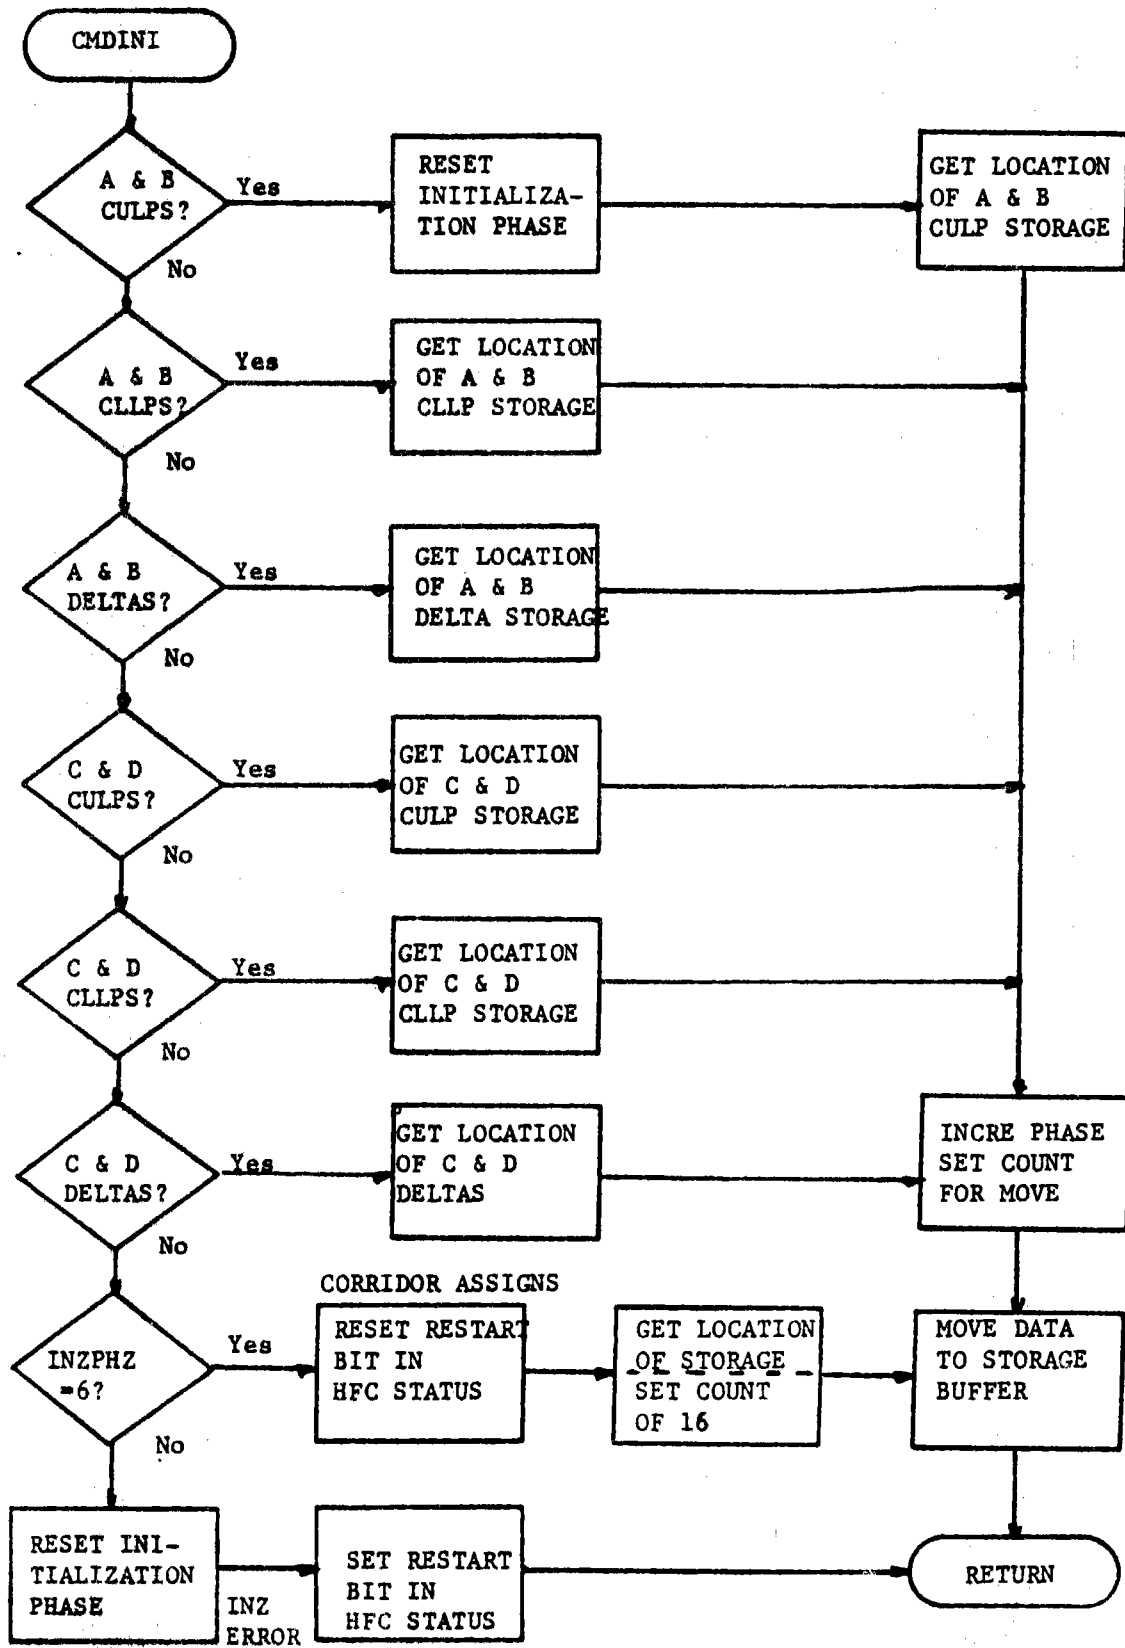 CMDINI
A & B
CULPS?
Yes
No
RESET
INITIALIZA-
TION PHASE
GET LOCATION
OF A & B
CULP STORAGE
A & B
CLLPS?
Yes
No
GET LOCATION
OF A & B
CLLP STORAGE
A & B
DELTAS?
Yes
No
GET LOCATION
OF A & B
DELTA STORAGE
C & D
CULPS?
Yes
No
GET LOCATION
OF C & D
CULP STORAGE
C & D
CLLPS?
Yes
No
GET LOCATION
OF C & D
CLLP STORAGE
C & D
DELTAS?
Yes
No
GET LOCATION
OF C & D
DELTAS
INCRE PHASE
SET COUNT
FOR MOVE
INZPHZ
=6?
Yes
No
CORRIDOR ASSIGNS
RESET RESTART
BIT IN
HFC STATUS
GET LOCATION
OF STORAGE
SET COUNT
OF 16
MOVE DATA
TO STORAGE
BUFFER
RESET INI-
TIALIZATION
PHASE
INZ
ERROR
SET RESTART
BIT IN
HFC STATUS
RETURN